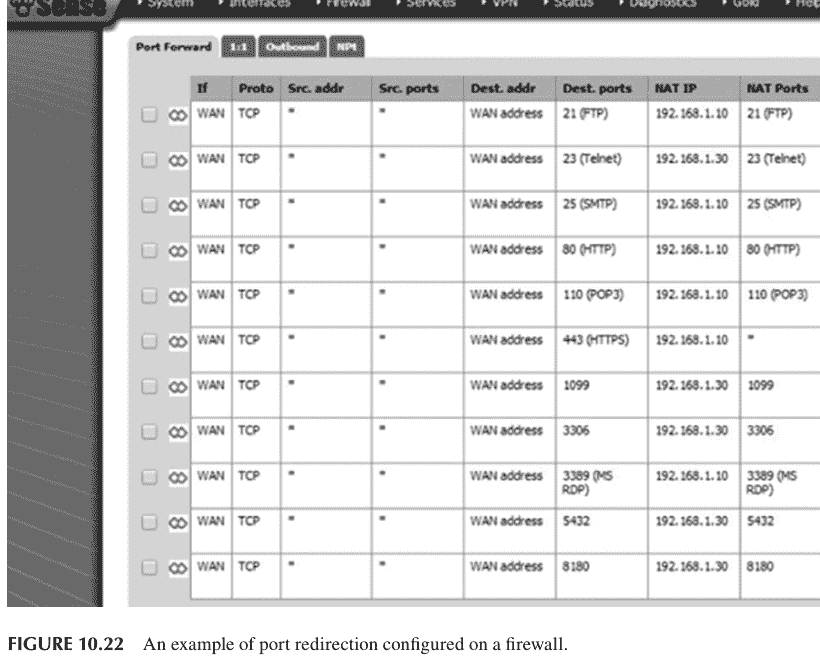 Sense System Interfaces Firewall Services VPN Status Diagnostics Gold Help
Port Forward 1:1 Outbound NPt
If Proto Src. addr Src. ports Dest. addr Dest. ports NAT IP NAT Ports
WAN TCP * * WAN address 21 (FTP) 192.168.1.10 21 (FTP)
WAN TCP * * WAN address 23 (Telnet) 192.168.1.30 23 (Telnet)
WAN TCP * * WAN address 25 (SMTP) 192.168.1.10 25 (SMTP)
WAN TCP * * WAN address 80 (HTTP) 192.168.1.10 80 (HTTP)
WAN TCP * * WAN address 110 (POP3) 192.168.1.10 110 (POP3)
WAN TCP * * WAN address 443 (HTTPS) 192.168.1.10 *
WAN TCP * * WAN address 1099 192.168.1.30 1099
WAN TCP * * WAN address 3306 192.168.1.30 3306
WAN TCP * * WAN address 3389 (MS 192.168.1.10 3389 (MS
RDP) RDP)
WAN TCP * * WAN address 5432 192.168.1.30 5432
WAN TCP * * WAN address 8180 192.168.1.30 8180
FIGURE 10.22 An example of port redirection configured on a firewall.